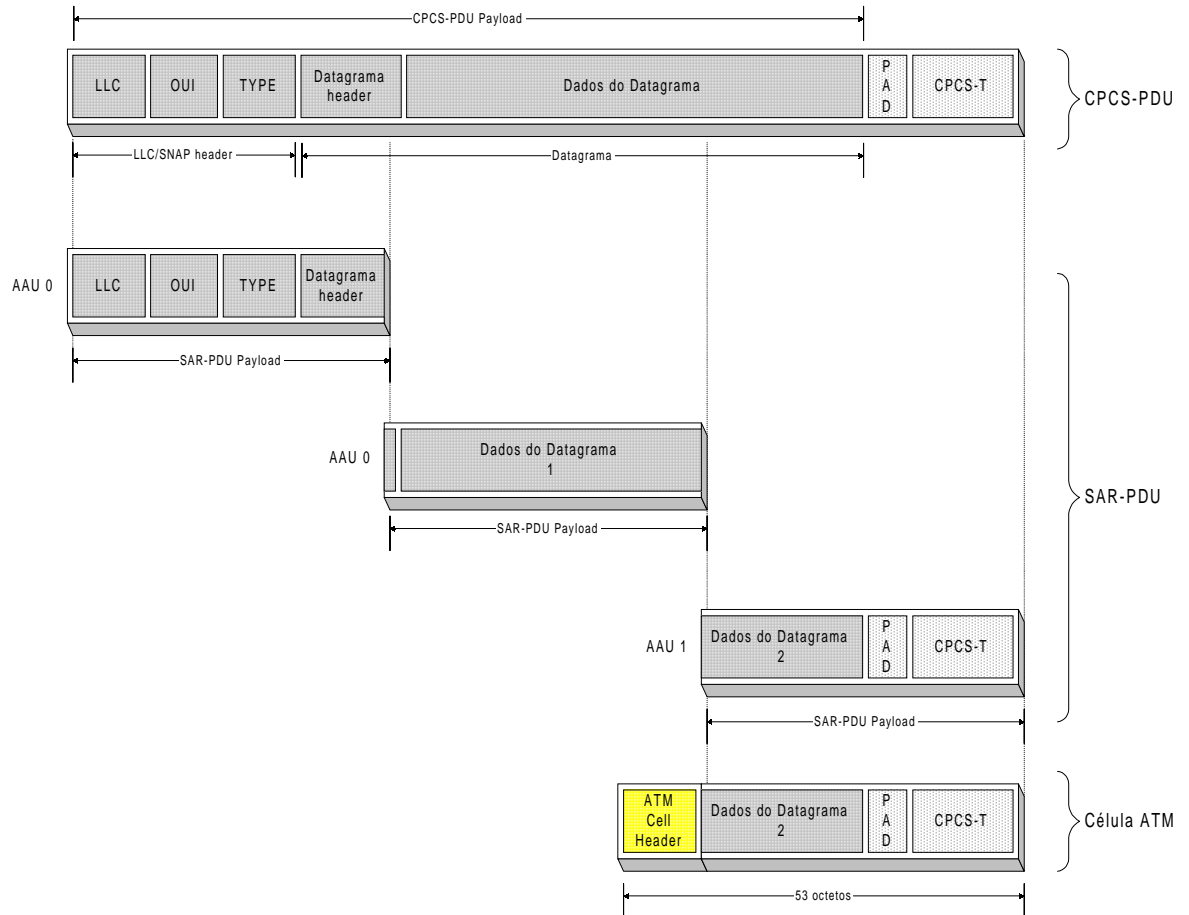 CPCS-PDU Payload
LLC
OUI
TYPE
Datagrama
header
Dados do Datagrama
P
A
D
CPCS-T
CPCS-PDU
LLC/SNAP header
Datagrama
AAU 0
LLC
OUI
TYPE
Datagrama
header
SAR-PDU Payload
AAU 0
Dados do Datagrama
1
SAR-PDU Payload
SAR-PDU
AAU 1
Dados do Datagrama
2
P
A
D
CPCS-T
SAR-PDU Payload
ATM
Cell
Header
Dados do Datagrama
2
P
A
D
CPCS-T
Célula ATM
53 octetos